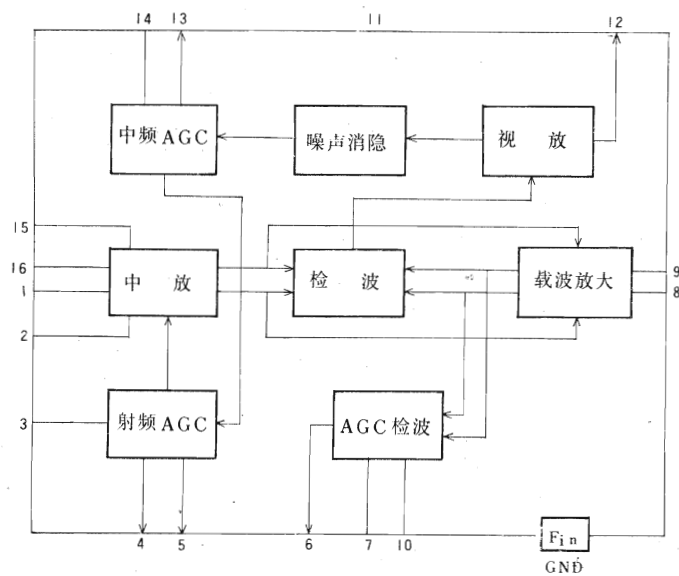 14 13 11 12
中频AGC 噪声消隐 视放
15
16 中放 检波 载波放大 9
1 8
2
3 射频AGC AGC检波
4 5 6 7 10 Fin
GND